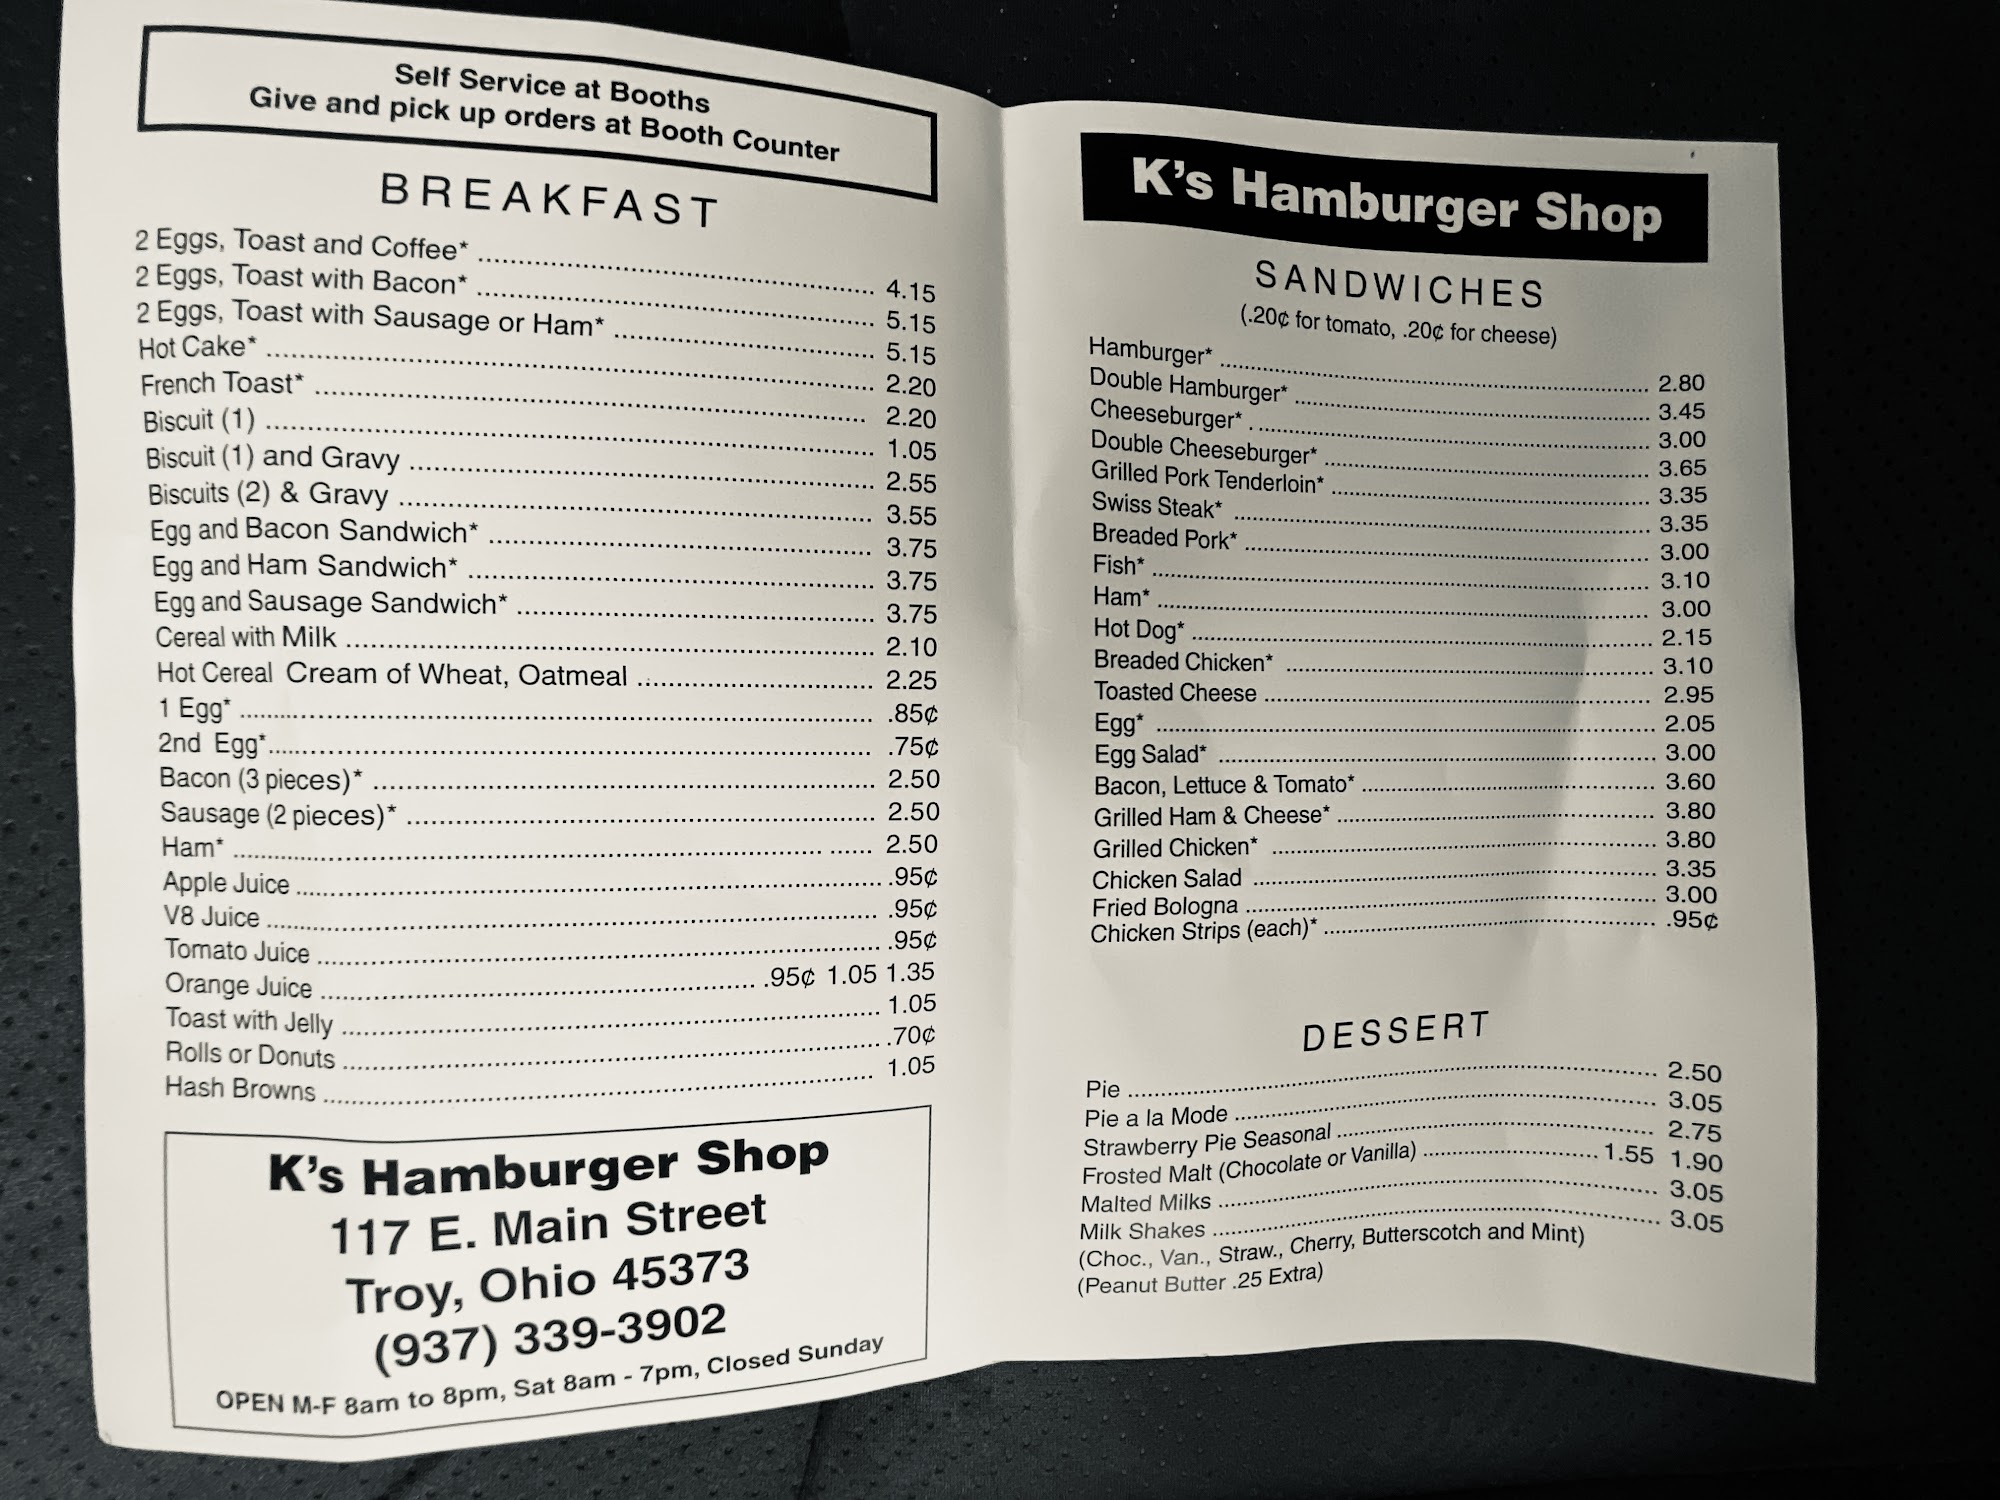 Self Service at Booths
Give and pick up orders at Booth Counter
BREAKFAST
2 Eggs, Toast and Coffee* 4.15
2 Eggs, Toast with Bacon* 5.15
2 Eggs, Toast with Sausage or Ham* 5.15
Hot Cake* 2.20
French Toast* 2.20
Biscuit (1) 1.05
Biscuit (1) and Gravy 2.55
Biscuits (2) & Gravy 3.55
Egg and Bacon Sandwich* 3.75
Egg and Ham Sandwich* 3.75
Egg and Sausage Sandwich* 3.75
Cereal with Milk 2.10
Hot Cereal Cream of Wheat, Oatmeal 2.25
1 Egg* .85¢
2nd Egg* .75¢
Bacon (3 pieces)* 2.50
Sausage (2 pieces)* 2.50
Ham* 2.50
Apple Juice .95¢
V8 Juice .95¢
Tomato Juice .95¢
Orange Juice .95¢ 1.05 1.35
Toast with Jelly 1.05
Rolls or Donuts .70¢
Hash Browns 1.05
K's Hamburger Shop
117 E. Main Street
Troy, Ohio 45373
(937) 339-3902
OPEN M-F 8am to 8pm, Sat 8am - 7pm, Closed Sunday
K's Hamburger Shop
SANDWICHES
(.20¢ for tomato, .20¢ for cheese)
Hamburger* 2.80
Double Hamburger* 3.45
Cheeseburger* 3.00
Double Cheeseburger* 3.65
Grilled Pork Tenderloin* 3.35
Swiss Steak* 3.35
Breaded Pork* 3.00
Fish* 3.10
Ham* 3.00
Hot Dog* 2.15
Breaded Chicken* 3.10
Toasted Cheese 2.95
Egg* 2.05
Egg Salad* 3.00
Bacon, Lettuce & Tomato* 3.60
Grilled Ham & Cheese* 3.80
Grilled Chicken* 3.80
Chicken Salad 3.35
Fried Bologna 3.00
Chicken Strips (each)* .95¢
DESSERT
Pie 2.50
Pie a la Mode 3.05
Strawberry Pie Seasonal 2.75
Frosted Malt (Chocolate or Vanilla) 1.55 1.90
Malted Milks 3.05
Milk Shakes 3.05
(Choc., Van., Straw., Cherry, Butterscotch and Mint)
(Peanut Butter .25 Extra)